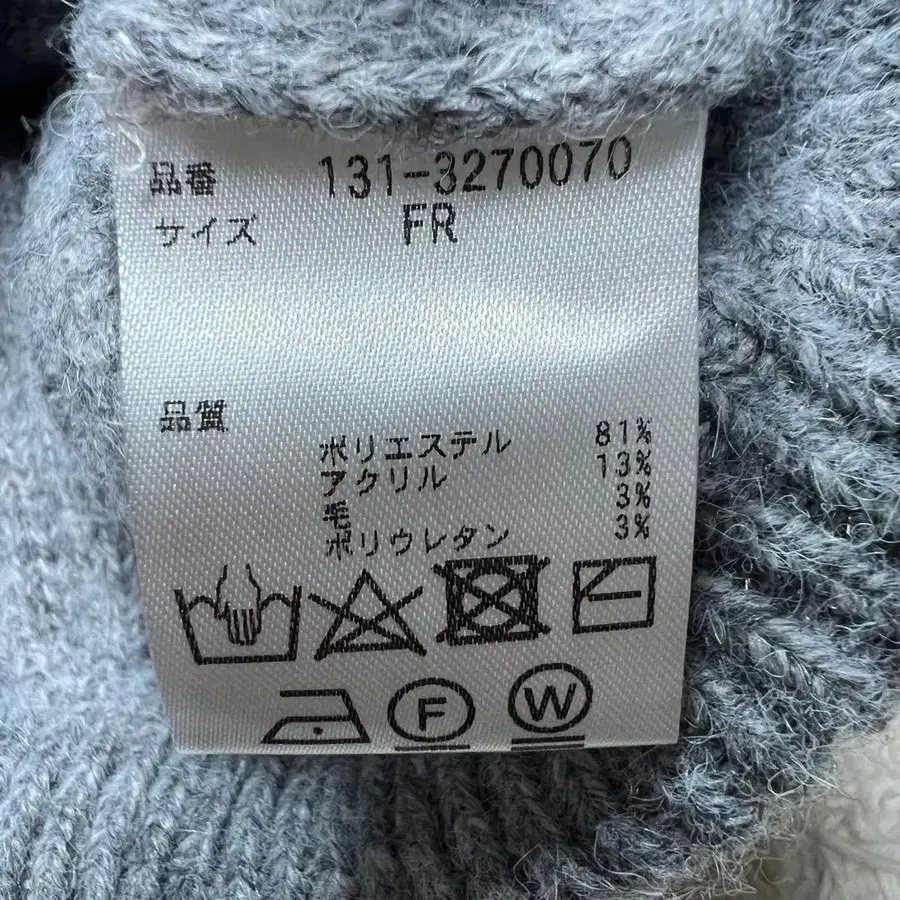 品番 131-3270070
サイズ FR
品質
ポリエステル 81%
アクリル 13%
毛 3%
ポリウレタン 3%
F W